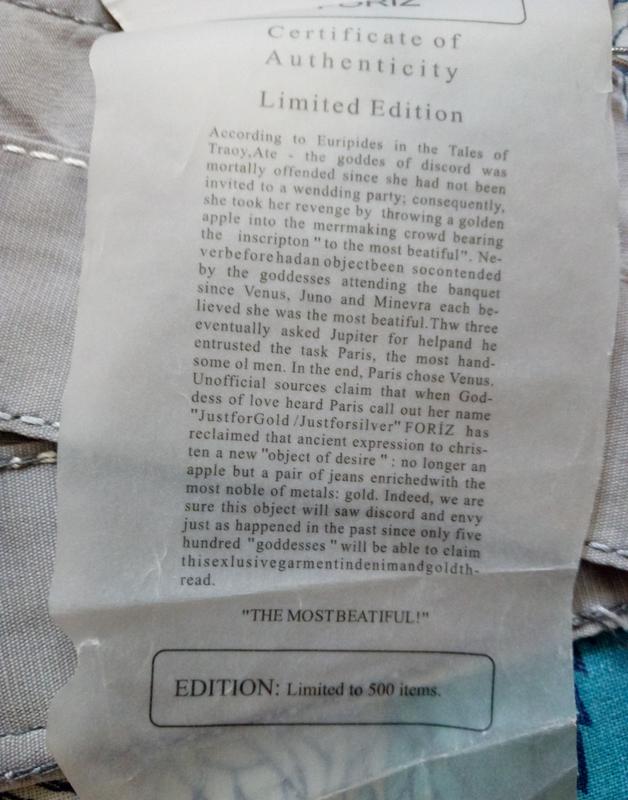 FORİZ
Certificate of
Authenticity
Limited Edition
According to Euripides in the Tales of
Traoy,Ate - the goddes of discord was
mortally offended since she had not been
invited to a wendding party; consequently,
she took her revenge by throwing a golden
apple into the merrmaking crowd bearing
the inscripton " to the most beatiful". Ne-
verbeforehadan objectbeen socontended
by the goddesses attending the banquet
since Venus, Juno and Minevra each be-
lieved she was the most beatiful.Thw three
eventually asked Jupiter for helpand he
entrusted the task Paris, the most hand-
some ol men. In the end, Paris chose Venus.
Unofficial sources claim that when God-
dess of love heard Paris call out her name
"JustforGold /Justforsilver" FORİZ has
reclaimed that ancient expression to chris-
ten a new "object of desire " : no longer an
apple but a pair of jeans enrichedwith the
most noble of metals: gold. Indeed, we are
sure this object will saw discord and envy
just as happened in the past since only five
hundred "goddesses " will be able to claim
thisexlusivegarmentindenimandgoldth-
read.
"THE MOSTBEATIFUL!"
EDITION: Limited to 500 items.